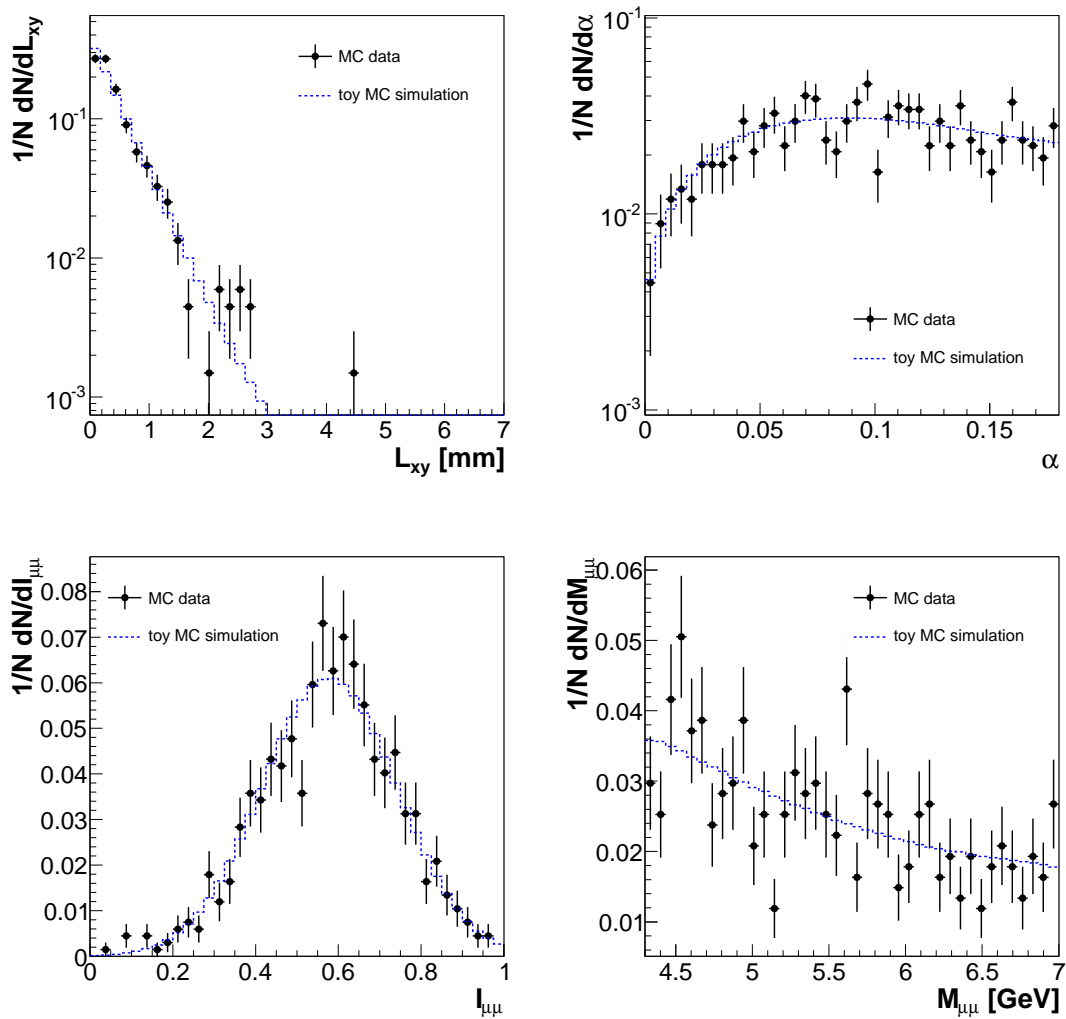 1/N dN/dL_xy
10^-1
10^-2
10^-3
MC data
toy MC simulation
0 1 2 3 4 5 6 7
L_xy [mm]
1/N dN/dα
10^-1
10^-2
10^-3
MC data
toy MC simulation
0 0.05 0.1 0.15
α
1/N dN/dI_μμ
0.08
0.07
0.06
0.05
0.04
0.03
0.02
0.01
0
MC data
toy MC simulation
0 0.2 0.4 0.6 0.8 1
I_μμ
1/N dN/dM_μμ
0.06
0.05
0.04
0.03
0.02
0.01
MC data
toy MC simulation
4.5 5 5.5 6 6.5 7
M_μμ [GeV]